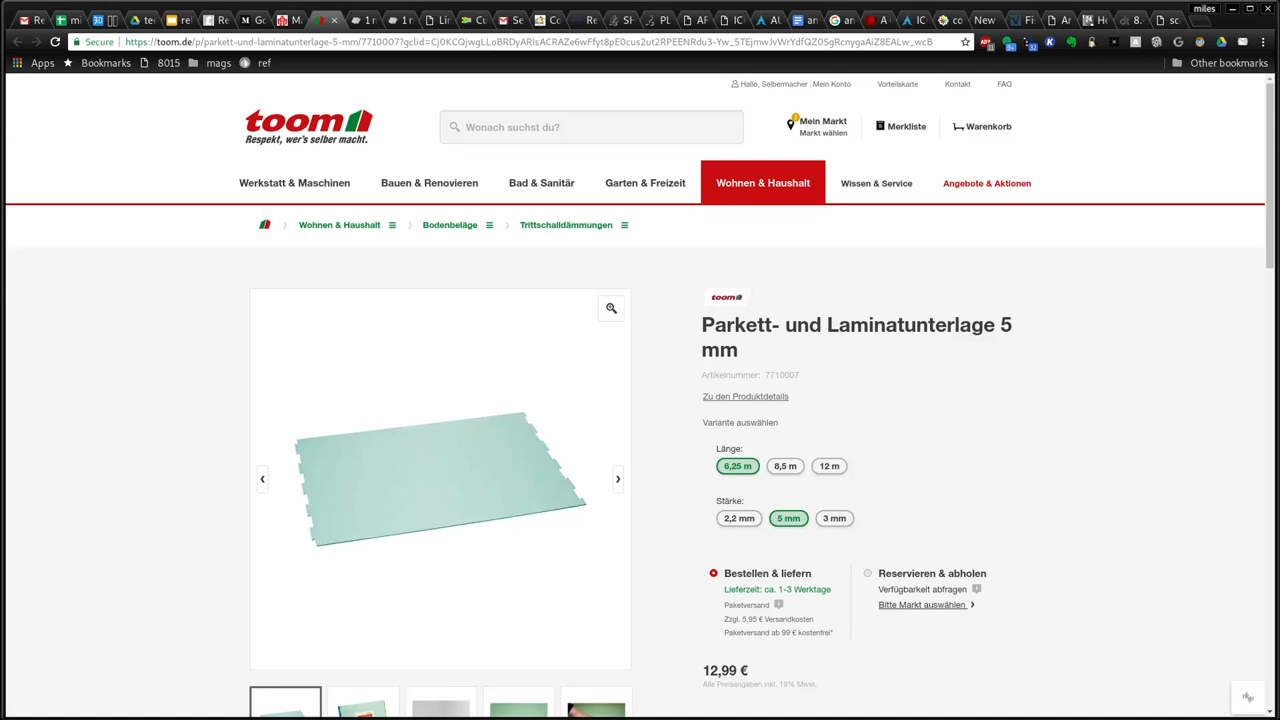 miles
Secure https://toom.de/p/parkett-und-laminatunterlage-5-mm/7710007?gclid=Cj0KCQjwgLLoBRDyARIsACRAZe6wFfyt8pE0cus2ut2RPEENRdu3-Yw_5TEjmwJvWrYdfQZ0SgRcnygaAiZ8EALw_wcB
Apps Bookmarks 8015 mags ref Other bookmarks
Hallo, Selbermacher Mein Konto Vorteilskarte Kontakt FAQ
toom
Respekt, wer's selber macht.
Wonach suchst du?
Mein Markt
Markt wählen
Merkliste
Warenkorb
Werkstatt & Maschinen Bauen & Renovieren Bad & Sanitär Garten & Freizeit Wohnen & Haushalt Wissen & Service Angebote & Aktionen
Wohnen & Haushalt Bodenbeläge Trittschalldämmungen
toom
Parkett- und Laminatunterlage 5
mm
Artikelnummer: 7710007
Zu den Produktdetails
Variante auswählen
Länge:
6,25 m 8,5 m 12 m
Stärke:
2,2 mm 5 mm 3 mm
Bestellen & liefern
Lieferzeit: ca. 1-3 Werktage
Paketversand
Zzgl. 5,95 € Versandkosten
Paketversand ab 99 € kostenfrei*
Reservieren & abholen
Verfügbarkeit abfragen
Bitte Markt auswählen
12,99 €
Alle Preisangaben inkl. 19% Mwst.